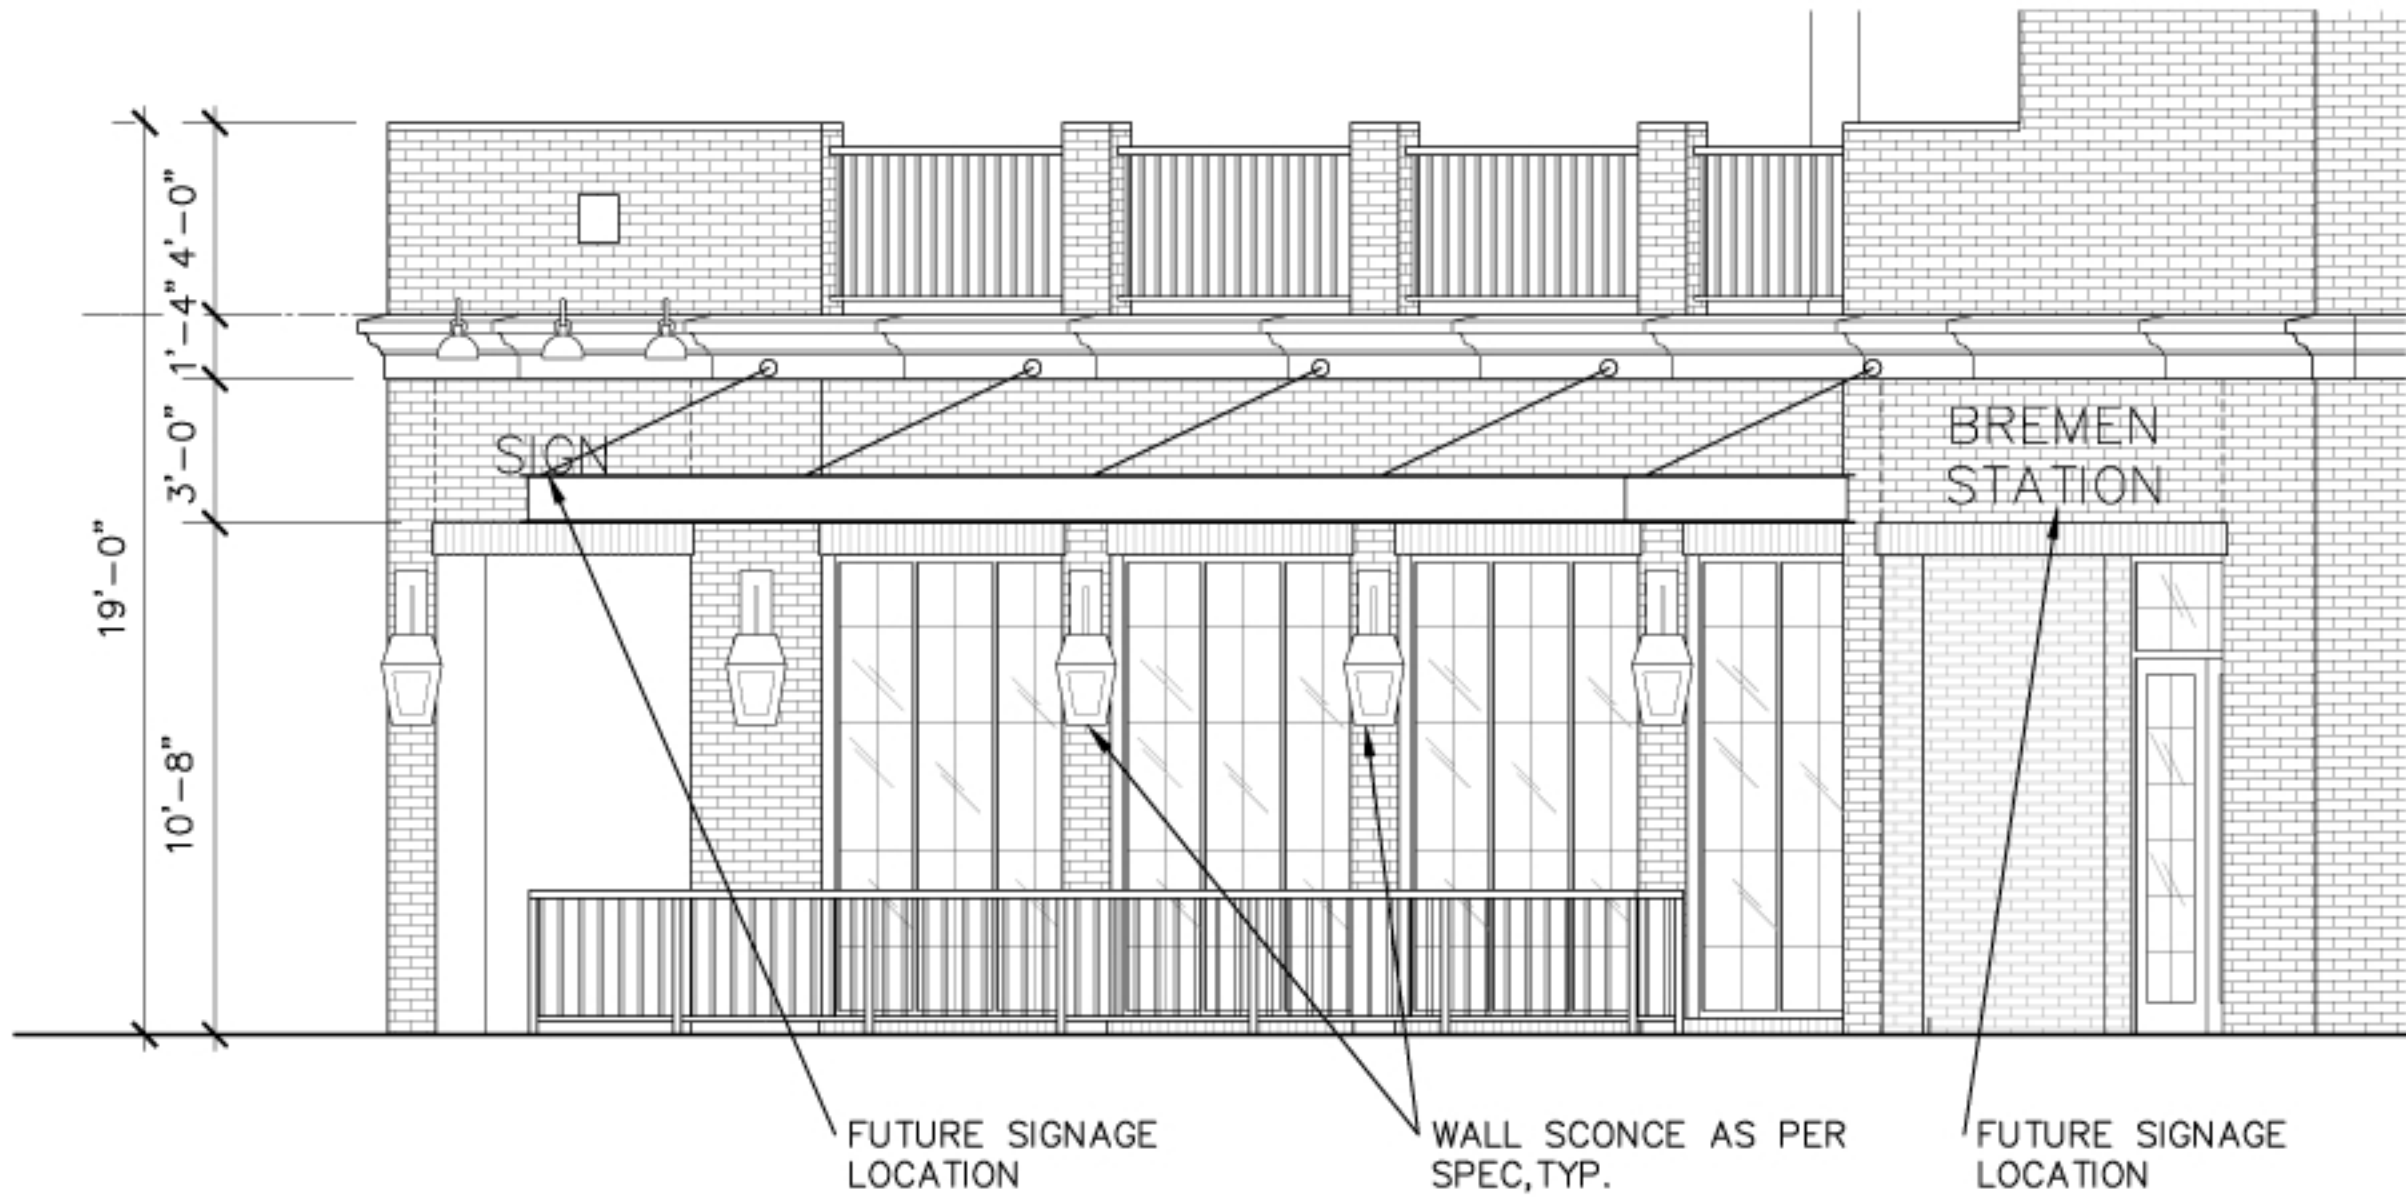 4'-0"
1'-4"
3'-0"
19'-0"
10'-8"
SIGN
BREMEN
STATION
FUTURE SIGNAGE
LOCATION
WALL SCONCE AS PER
SPEC,TYP.
FUTURE SIGNAGE
LOCATION